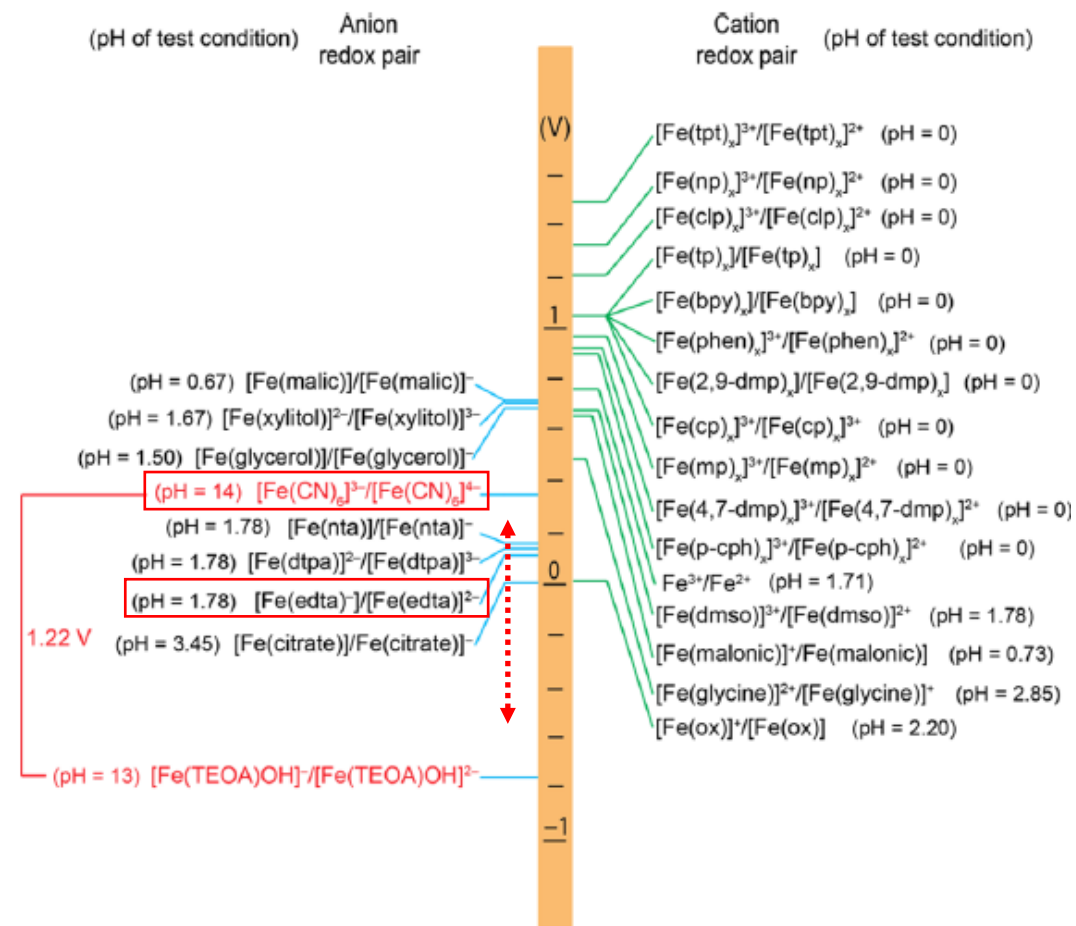 (pH of test condition) Anion redox pair
Cation redox pair (pH of test condition)
(V)
1
0
–1
(pH = 0.67) [Fe(malic)]/[Fe(malic)]⁻
(pH = 1.67) [Fe(xylitol)]²⁻/[Fe(xylitol)]³⁻
(pH = 1.50) [Fe(glycerol)]/[Fe(glycerol)]⁻
(pH = 14) [Fe(CN)₆]³⁻/[Fe(CN)₆]⁴⁻
(pH = 1.78) [Fe(nta)]/[Fe(nta)]⁻
(pH = 1.78) [Fe(dtpa)]²⁻/[Fe(dtpa)]³⁻
(pH = 1.78) [Fe(edta)⁻]/[Fe(edta)]²⁻
1.22 V
(pH = 3.45) [Fe(citrate)]/Fe(citrate)]⁻
(pH = 13) [Fe(TEOA)OH]⁻/[Fe(TEOA)OH]²⁻
[Fe(tpt)ₓ]³⁺/[Fe(tpt)ₓ]²⁺ (pH = 0)
[Fe(np)ₓ]³⁺/[Fe(np)ₓ]²⁺ (pH = 0)
[Fe(clp)ₓ]³⁺/[Fe(clp)ₓ]²⁺ (pH = 0)
[Fe(tp)ₓ]/[Fe(tp)ₓ] (pH = 0)
[Fe(bpy)ₓ]/[Fe(bpy)ₓ] (pH = 0)
[Fe(phen)ₓ]³⁺/[Fe(phen)ₓ]²⁺ (pH = 0)
[Fe(2,9-dmp)ₓ]/[Fe(2,9-dmp)ₓ] (pH = 0)
[Fe(cp)ₓ]³⁺/[Fe(cp)ₓ]³⁺ (pH = 0)
[Fe(mp)ₓ]³⁺/[Fe(mp)ₓ]²⁺ (pH = 0)
[Fe(4,7-dmp)ₓ]³⁺/[Fe(4,7-dmp)ₓ]²⁺ (pH = 0)
[Fe(p-cph)ₓ]³⁺/[Fe(p-cph)ₓ]²⁺ (pH = 0)
Fe³⁺/Fe²⁺ (pH = 1.71)
[Fe(dmso)]³⁺/[Fe(dmso)]²⁺ (pH = 1.78)
[Fe(malonic)]⁺/Fe(malonic)] (pH = 0.73)
[Fe(glycine)]²⁺/[Fe(glycine)]⁺ (pH = 2.85)
[Fe(ox)]⁺/[Fe(ox)] (pH = 2.20)